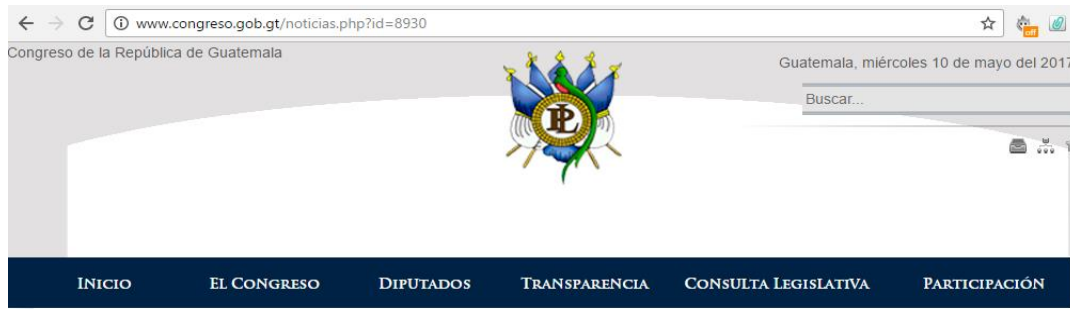 www.congreso.gob.gt/noticias.php?id=8930
off
Congreso de la República de Guatemala
Guatemala, miércoles 10 de mayo del 2017
Buscar...
INICIO EL CONGRESO DIPUTADOS TRANSPARENCIA CONSULTA LEGISLATIVA PARTICIPACIÓN